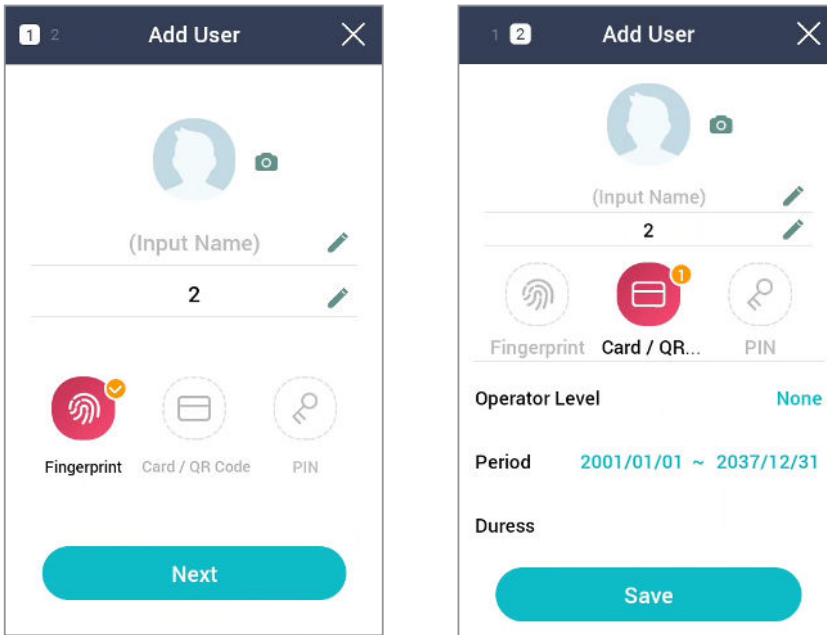 1 2 Add User
(Input Name)
2
Fingerprint Card / QR Code PIN
Next
1 2 Add User
(Input Name)
2
1
Fingerprint Card / QR... PIN
Operator Level None
Period 2001/01/01 ~ 2037/12/31
Duress
Save